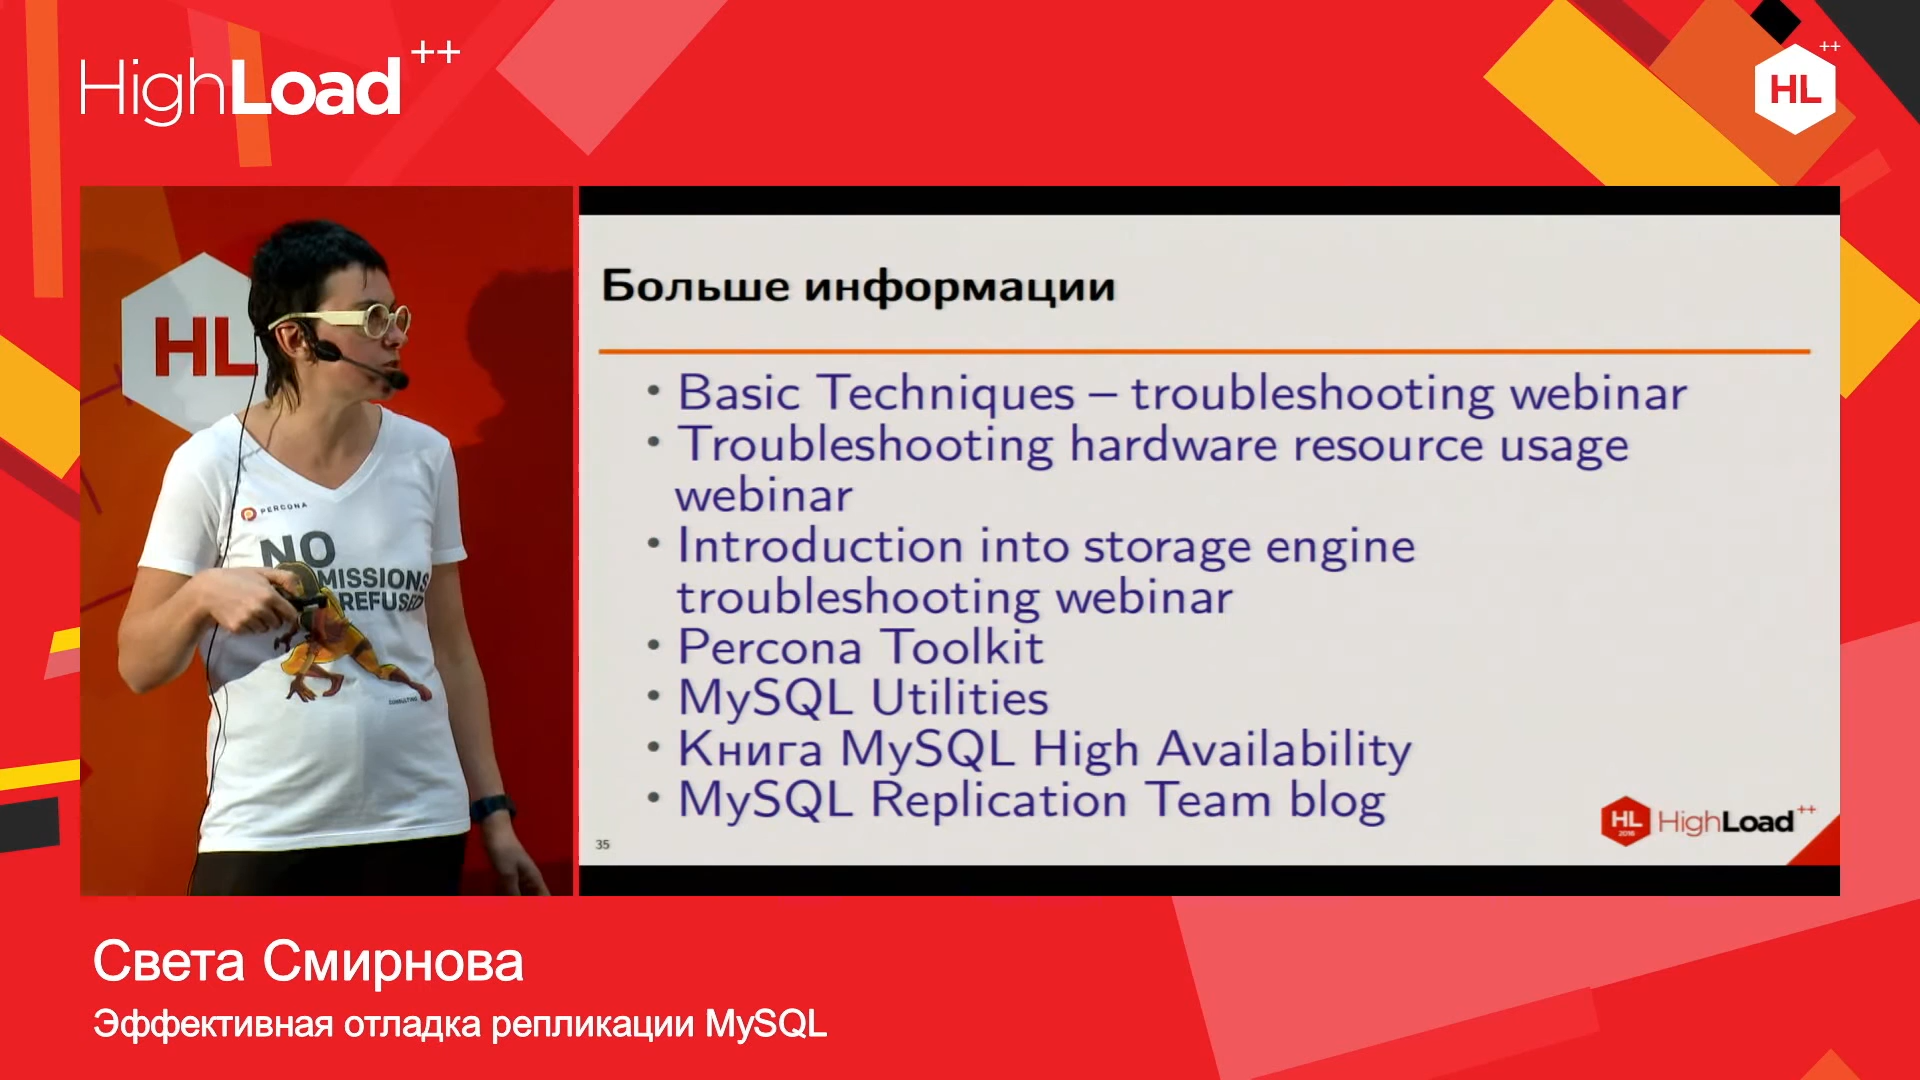 HighLoad++
HL++
HL
PERCONA
NO
MISSIONS
REFUSED
CONSULTING
Больше информации
• Basic Techniques – troubleshooting webinar
• Troubleshooting hardware resource usage
webinar
• Introduction into storage engine
troubleshooting webinar
• Percona Toolkit
• MySQL Utilities
• Книга MySQL High Availability
• MySQL Replication Team blog
35
HL
2016
HighLoad++
Света Смирнова
Эффективная отладка репликации MySQL